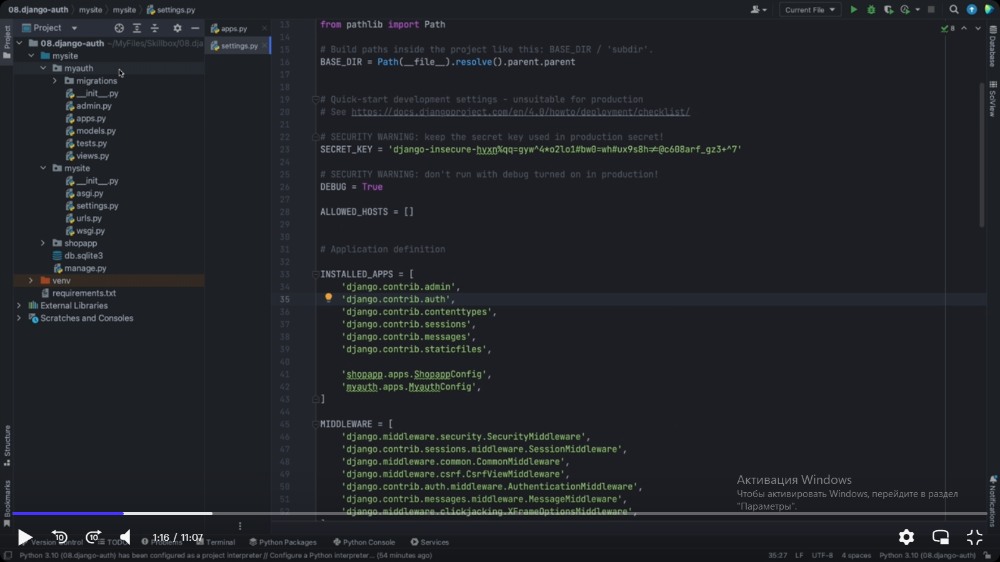 08.django-auth mysite mysite settings.py
Current File
Project
Project
08.django-auth ~/MyFiles/Skillbox/08.dja
mysite
myauth
migrations
__init__.py
admin.py
apps.py
models.py
tests.py
views.py
mysite
__init__.py
asgi.py
settings.py
urls.py
wsgi.py
shopapp
db.sqlite3
manage.py
venv
requirements.txt
External Libraries
Scratches and Consoles
Structure
Bookmarks
apps.py
settings.py
8
13 from pathlib import Path
14
15 # Build paths inside the project like this: BASE_DIR / 'subdir'.
16 BASE_DIR = Path(__file__).resolve().parent.parent
17
18
19 # Quick-start development settings - unsuitable for production
20 # See https://docs.djangoproject.com/en/4.0/howto/deployment/checklist/
21
22 # SECURITY WARNING: keep the secret key used in production secret!
23 SECRET_KEY = 'django-insecure-hyxn%qq=gyw^4*o2lo1#bw0=wh#ux9s8h≠@c608arf_gz3+^7'
24
25 # SECURITY WARNING: don't run with debug turned on in production!
26 DEBUG = True
27
28 ALLOWED_HOSTS = []
29
30
31 # Application definition
32
33 INSTALLED_APPS = [
34 'django.contrib.admin',
35 'django.contrib.auth',
36 'django.contrib.contenttypes',
37 'django.contrib.sessions',
38 'django.contrib.messages',
39 'django.contrib.staticfiles',
40
41 'shopapp.apps.ShopappConfig',
42 'myauth.apps.MyauthConfig',
43 ]
44
45 MIDDLEWARE = [
46 'django.middleware.security.SecurityMiddleware',
47 'django.contrib.sessions.middleware.SessionMiddleware',
48 'django.middleware.common.CommonMiddleware',
49 'django.middleware.csrf.CsrfViewMiddleware',
50 'django.contrib.auth.middleware.AuthenticationMiddleware',
51 'django.contrib.messages.middleware.MessageMiddleware',
52 'django.middleware.clickjacking.XFrameOptionsMiddleware',
Database
SciView
Notifications
Активация Windows
Чтобы активировать Windows, перейдите в раздел
"Параметры".
10 10 1:16 / 11:07
Version Control TODO Problems Terminal Python Packages Python Console Services
Python 3.10 (08.django-auth) has been configured as a project interpreter // Configure a Python interpreter... (54 minutes ago)
35:27 LF UTF-8 4 spaces Python 3.10 (08.django-auth)